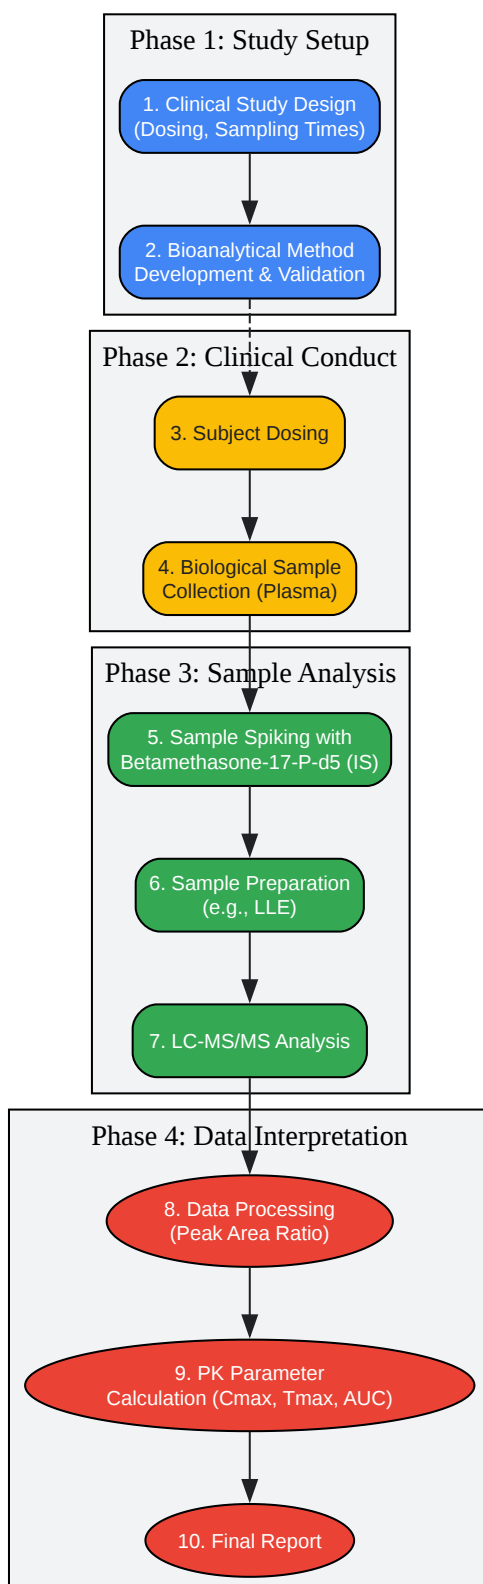 Phase 1: Study Setup
1. Clinical Study Design
(Dosing, Sampling Times)
2. Bioanalytical Method
Development & Validation
Phase 2: Clinical Conduct
3. Subject Dosing
4. Biological Sample
Collection (Plasma)
Phase 3: Sample Analysis
5. Sample Spiking with
Betamethasone-17-P-d5 (IS)
6. Sample Preparation
(e.g., LLE)
7. LC-MS/MS Analysis
Phase 4: Data Interpretation
8. Data Processing
(Peak Area Ratio)
9. PK Parameter
Calculation (Cmax, Tmax, AUC)
10. Final Report